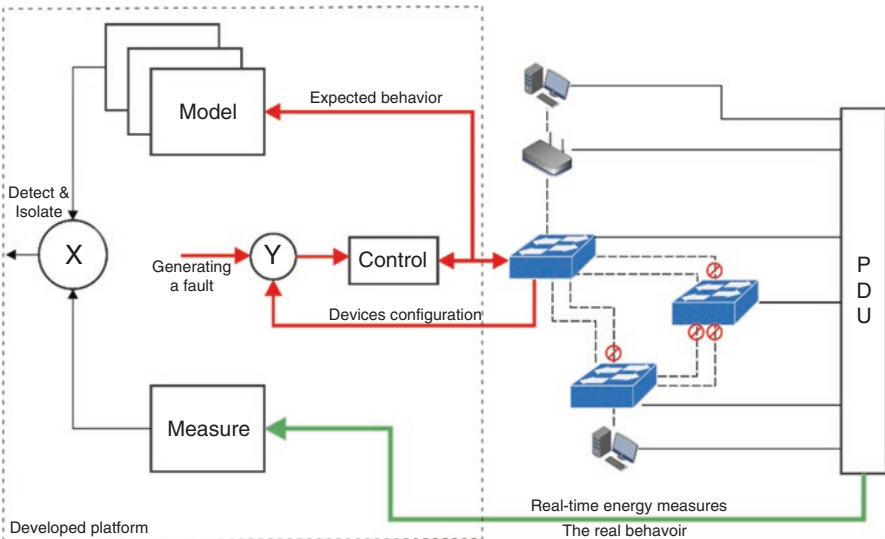 Model
Expected behavior
Detect &
Isolate
X
Generating
a fault
Y
Control
Devices configuration
P
D
U
Measure
Real-time energy measures
The real behavoir
Developed platform